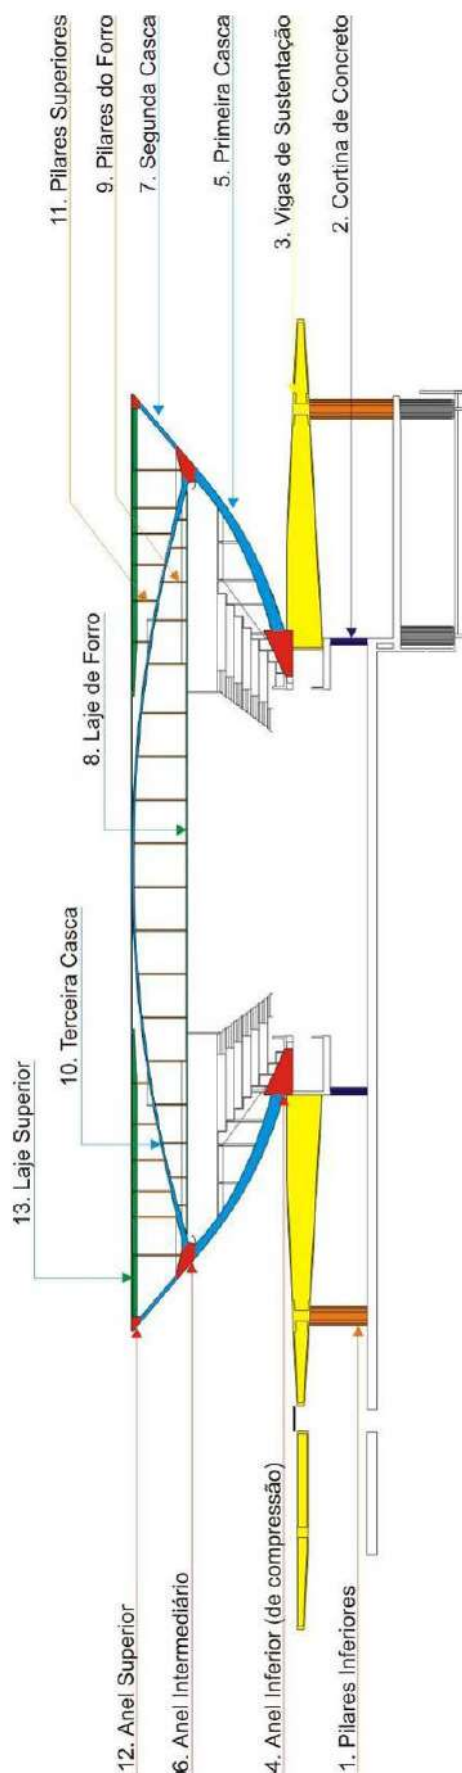 12. Anel Superior
6. Anel Intermediário
4. Anel Inferior (de compressão)
1. Pilares Inferiores
13. Laje Superior
10. Terceira Casca
8. Laje de Forro
11. Pilares Superiores
9. Pilares do Forro
7. Segunda Casca
5. Primeira Casca
3. Vigas de Sustentação
2. Cortina de Concreto